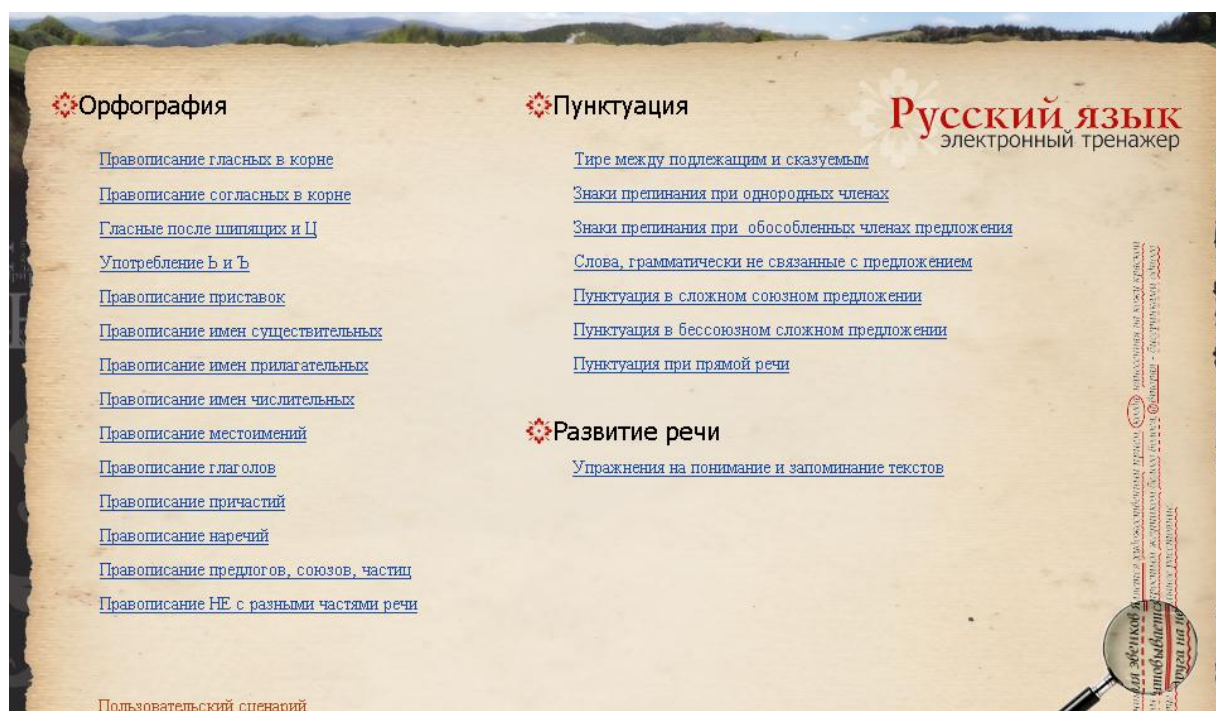 Орфография
Правописание гласных в корне
Правописание согласных в корне
Гласные после шипящих и Ц
Употребление Ь и Ъ
Правописание приставок
Правописание имен существительных
Правописание имен прилагательных
Правописание имен числительных
Правописание местоимений
Правописание глаголов
Правописание причастий
Правописание наречий
Правописание предлогов, союзов, частиц
Правописание НЕ с разными частями речи
Пользовательский сценарий
Пунктуация
Тире между подлежащим и сказуемым
Знаки препинания при однородных членах
Знаки препинания при обособленных членах предложения
Слова, грамматически не связанные с предложением
Пунктуация в сложном союзном предложении
Пунктуация в бессоюзном сложном предложении
Пунктуация при прямой речи
Развитие речи
Упражнения на понимание и запоминание текстов
Русский язык
электронный тренажер